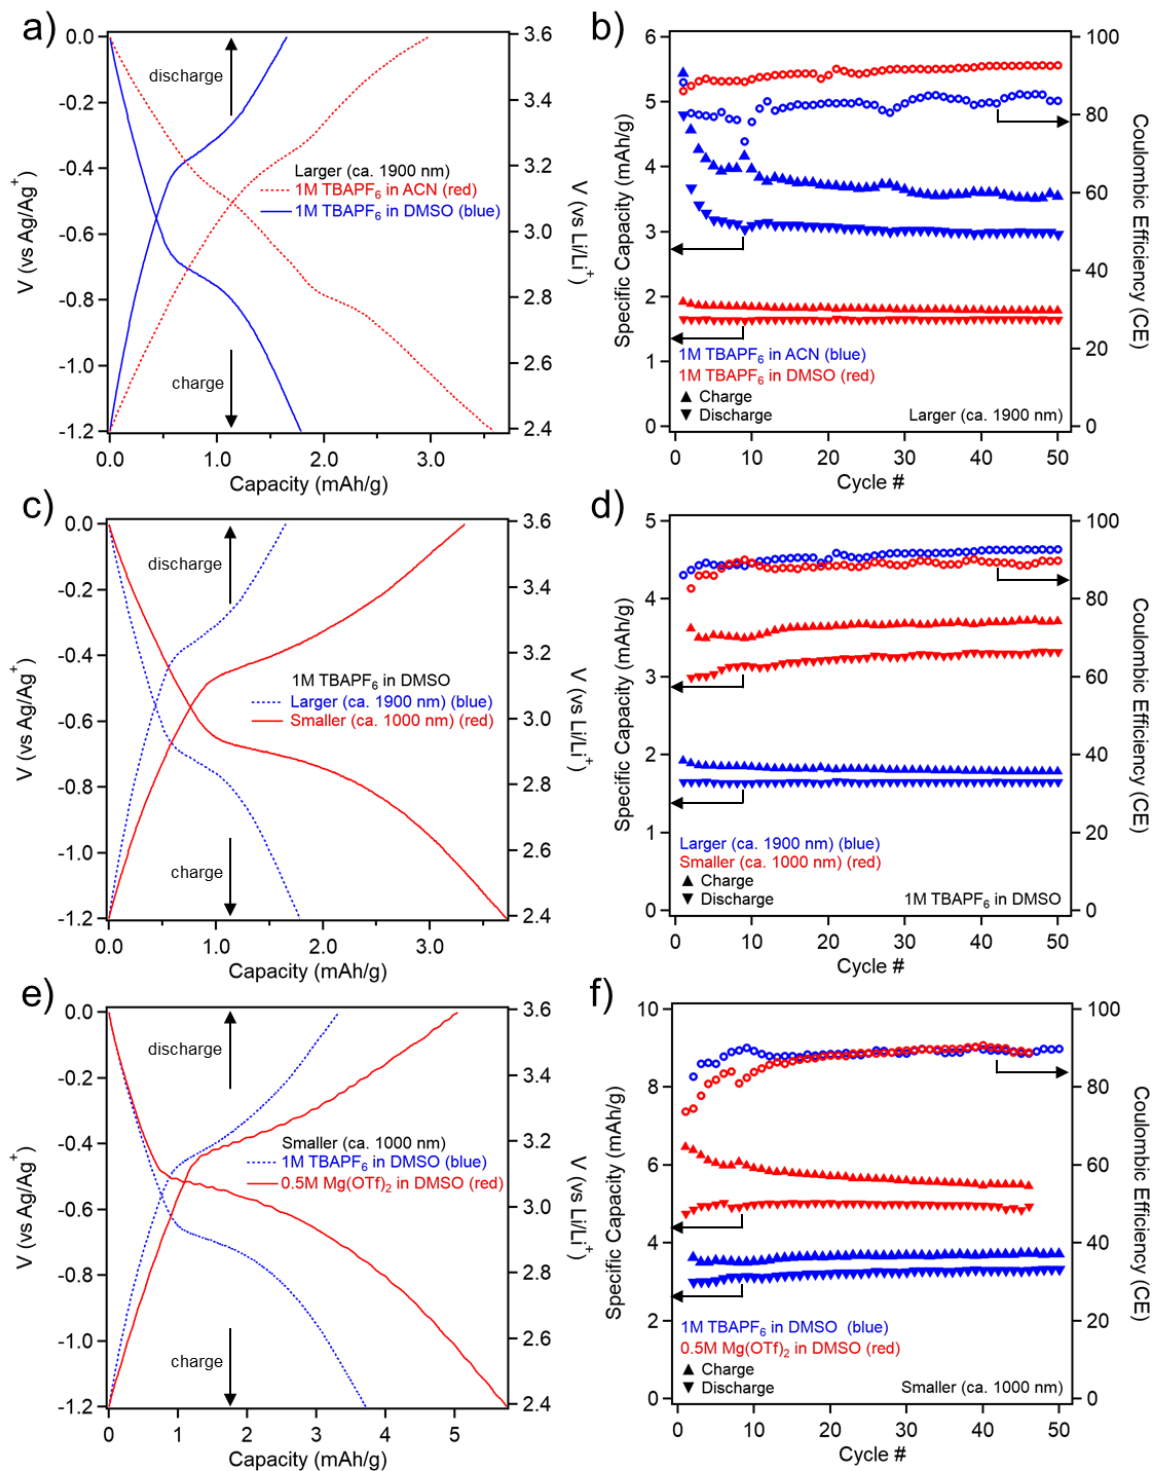 a)
0.0
-0.2
-0.4
-0.6
-0.8
-1.0
-1.2
V (vs Ag/Ag⁺)
discharge
Larger (ca. 1900 nm)
1M TBAPF₆ in ACN (red)
1M TBAPF₆ in DMSO (blue)
charge
3.6
3.4
3.2
3.0
2.8
2.6
2.4
V (vs Li/Li⁺)
0.0 1.0 2.0 3.0
Capacity (mAh/g)
b)
6
5
4
3
2
1
0
Specific Capacity (mAh/g)
100
80
60
40
20
0
Coulombic
Efficiency (CE)
1M TBAPF₆ in ACN (blue)
1M TBAPF₆ in DMSO (red)
▲ Charge
▼ Discharge
Larger (ca. 1900 nm)
0 10 20 30 40 50
Cycle #
c)
0.0
-0.2
-0.4
-0.6
-0.8
-1.0
-1.2
V (vs Ag/Ag⁺)
discharge
1M TBAPF₆ in DMSO
Larger (ca. 1900 nm) (blue)
Smaller (ca. 1000 nm) (red)
charge
3.6
3.4
3.2
3.0
2.8
2.6
2.4
V (vs Li/Li⁺)
0.0 1.0 2.0 3.0
Capacity (mAh/g)
d)
5
4
3
2
1
0
Specific Capacity (mAh/g)
100
80
60
40
20
0
Coulombic
Efficiency (CE)
Larger (ca. 1900 nm) (blue)
Smaller (ca. 1000 nm) (red)
▲ Charge
▼ Discharge
1M TBAPF₆ in DMSO
0 10 20 30 40 50
Cycle #
e)
0.0
-0.2
-0.4
-0.6
-0.8
-1.0
-1.2
V (vs Ag/Ag⁺)
discharge
Smaller (ca. 1000 nm)
1M TBAPF₆ in DMSO (blue)
0.5M Mg(OTf)₂ in DMSO (red)
charge
3.6
3.4
3.2
3.0
2.8
2.6
2.4
V (vs Li/Li⁺)
0 1 2 3 4 5
Capacity (mAh/g)
f)
10
8
6
4
2
0
Specific Capacity (mAh/g)
100
80
60
40
20
0
Coulombic
Efficiency (CE)
1M TBAPF₆ in DMSO (blue)
0.5M Mg(OTf)₂ in DMSO (red)
▲ Charge
▼ Discharge
Smaller (ca. 1000 nm)
0 10 20 30 40 50
Cycle #